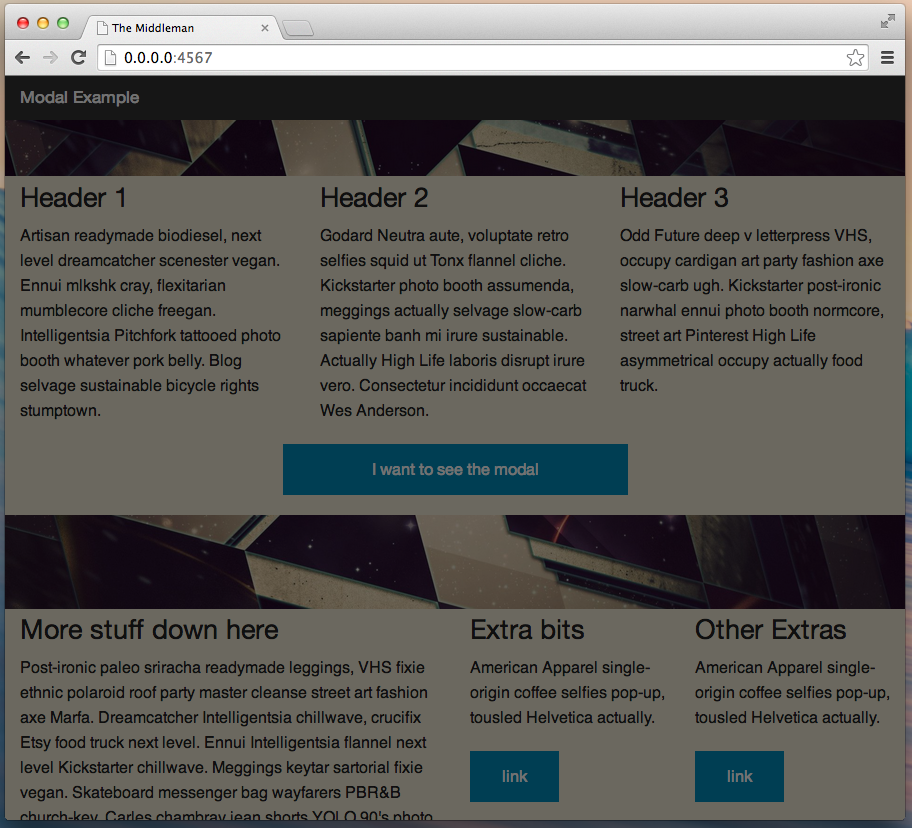 The Middleman
0.0.0.0:4567
Modal Example
Header 1
Artisan readymade biodiesel, next
level dreamcatcher scenester vegan.
Ennui mlkshk cray, flexitarian
mumblecore cliche freegan.
Intelligentsia Pitchfork tattooed photo
booth whatever pork belly. Blog
selvage sustainable bicycle rights
stumptown.
Header 2
Godard Neutra aute, voluptate retro
selfies squid ut Tonx flannel cliche.
Kickstarter photo booth assumenda,
meggings actually selvage slow-carb
sapiente banh mi irure sustainable.
Actually High Life laboris disrupt irure
vero. Consectetur incididunt occaecat
Wes Anderson.
Header 3
Odd Future deep v letterpress VHS,
occupy cardigan art party fashion axe
slow-carb ugh. Kickstarter post-ironic
narwhal ennui photo booth normcore,
street art Pinterest High Life
asymmetrical occupy actually food
truck.
I want to see the modal
More stuff down here
Post-ironic paleo sriracha readymade leggings, VHS fixie
ethnic polaroid roof party master cleanse street art fashion
axe Marfa. Dreamcatcher Intelligentsia chillwave, crucifix
Etsy food truck next level. Ennui Intelligentsia flannel next
level Kickstarter chillwave. Meggings keytar sartorial fixie
vegan. Skateboard messenger bag wayfarers PBR&B
church-key. Carles chambray jean shorts YOLO 90's photo
Extra bits
American Apparel single-
origin coffee selfies pop-up,
tousled Helvetica actually.
link
Other Extras
American Apparel single-
origin coffee selfies pop-up,
tousled Helvetica actually.
link